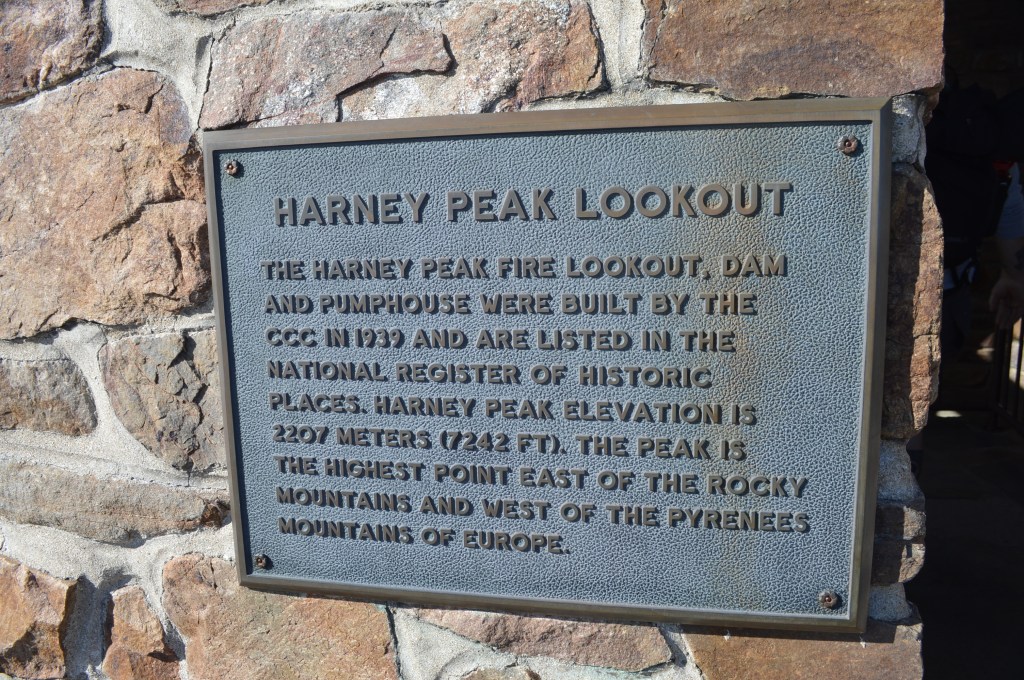 HARNEY PEAK LOOKOUT
THE HARNEY PEAK FIRE LOOKOUT, DAM
AND PUMPHOUSE WERE BUILT BY THE
CCC IN 1939 AND ARE LISTED IN THE
NATIONAL REGISTER OF HISTORIC
PLACES. HARNEY PEAK ELEVATION IS
2207 METERS (7242 FT). THE PEAK IS
THE HIGHEST POINT EAST OF THE ROCKY
MOUNTAINS AND WEST OF THE PYRENEES
MOUNTAINS OF EUROPE.